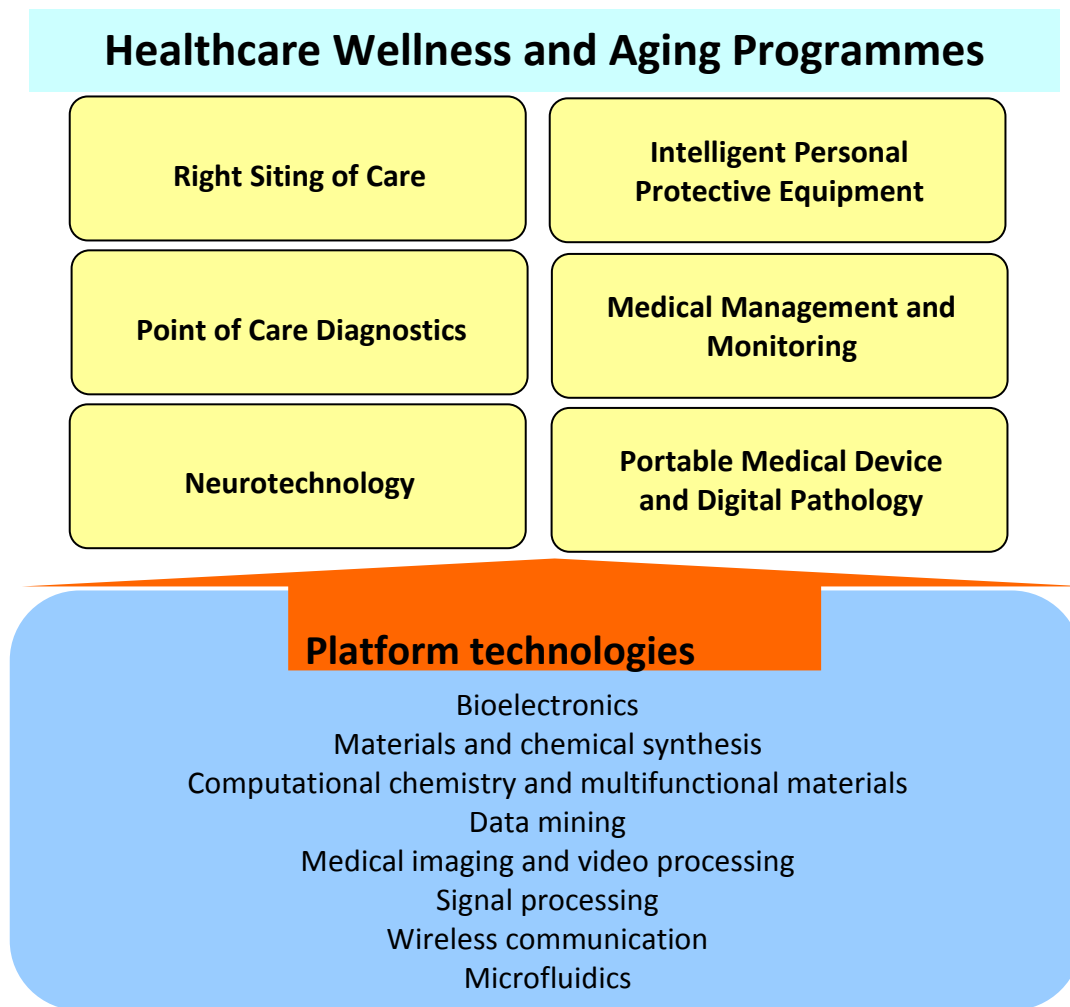 Healthcare Wellness and Aging Programmes
Right Siting of Care
Intelligent Personal
Protective Equipment
Point of Care Diagnostics
Medical Management and
Monitoring
Neurotechnology
Portable Medical Device
and Digital Pathology
Platform technologies
Bioelectronics
Materials and chemical synthesis
Computational chemistry and multifunctional materials
Data mining
Medical imaging and video processing
Signal processing
Wireless communication
Microfluidics